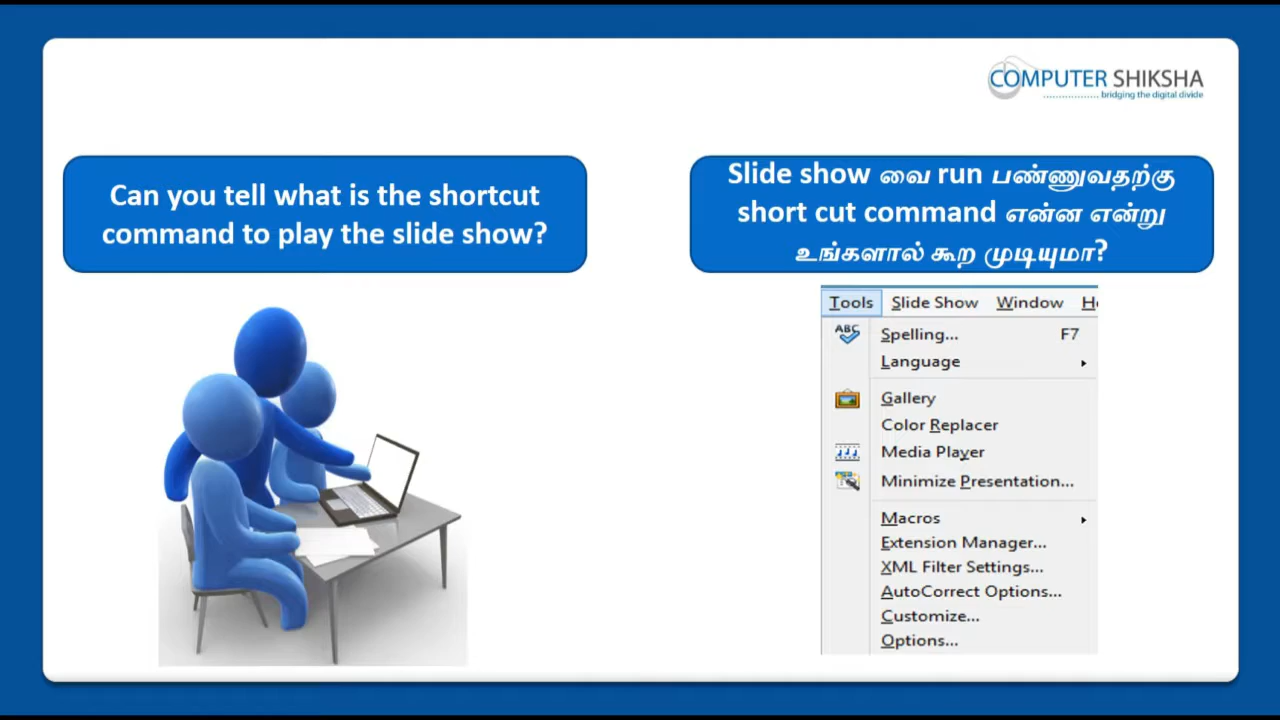 COMPUTER SHIKSHA
bridging the digital divide
Can you tell what is the shortcut
command to play the slide show?
Slide show வை run பண்ணுவதற்கு
short cut command என்ன என்று
உங்களால் கூற முடியுமா?
Tools Slide Show Window He
ABC
Spelling... F7
Language
Gallery
Color Replacer
Media Player
Minimize Presentation...
Macros
Extension Manager...
XML Filter Settings...
AutoCorrect Options...
Customize...
Options...